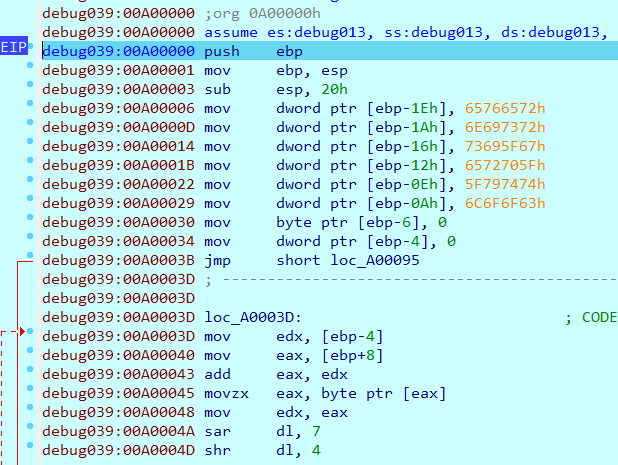 debug039:00A00000 ;org 0A00000h
debug039:00A00000 assume es:debug013, ss:debug013, ds:debug013,
EIP debug039:00A00000 push ebp
debug039:00A00001 mov ebp, esp
debug039:00A00003 sub esp, 20h
debug039:00A00006 mov dword ptr [ebp-1Eh], 65766572h
debug039:00A0000D mov dword ptr [ebp-1Ah], 6E697372h
debug039:00A00014 mov dword ptr [ebp-16h], 73695F67h
debug039:00A0001B mov dword ptr [ebp-12h], 6572705Fh
debug039:00A00022 mov dword ptr [ebp-0Eh], 5F797474h
debug039:00A00029 mov dword ptr [ebp-0Ah], 6C6F6F63h
debug039:00A00030 mov byte ptr [ebp-6], 0
debug039:00A00034 mov dword ptr [ebp-4], 0
debug039:00A0003B jmp short loc_A00095
debug039:00A0003D ; ---------------------------------------------
debug039:00A0003D
debug039:00A0003D loc_A0003D: ; CODE
debug039:00A0003D mov edx, [ebp-4]
debug039:00A00040 mov eax, [ebp+8]
debug039:00A00043 add eax, edx
debug039:00A00045 movzx eax, byte ptr [eax]
debug039:00A00048 mov edx, eax
debug039:00A0004A sar dl, 7
debug039:00A0004D shr dl, 4